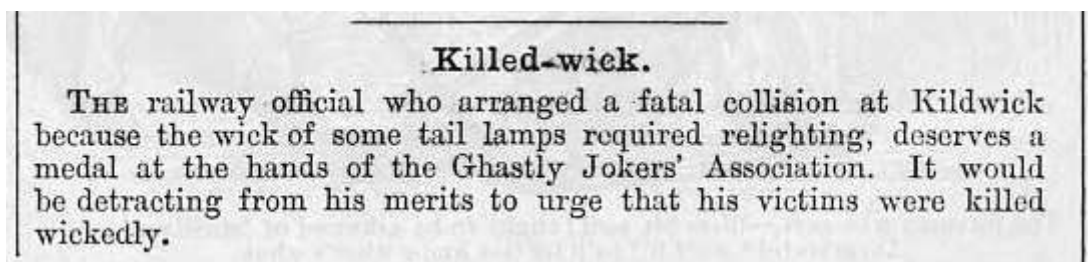 Killed-wick.
THE railway official who arranged a fatal collision at Kildwick
because the wick of some tail lamps required relighting, deserves a
medal at the hands of the Ghastly Jokers' Association. It would
be detracting from his merits to urge that his victims were killed
wickedly.